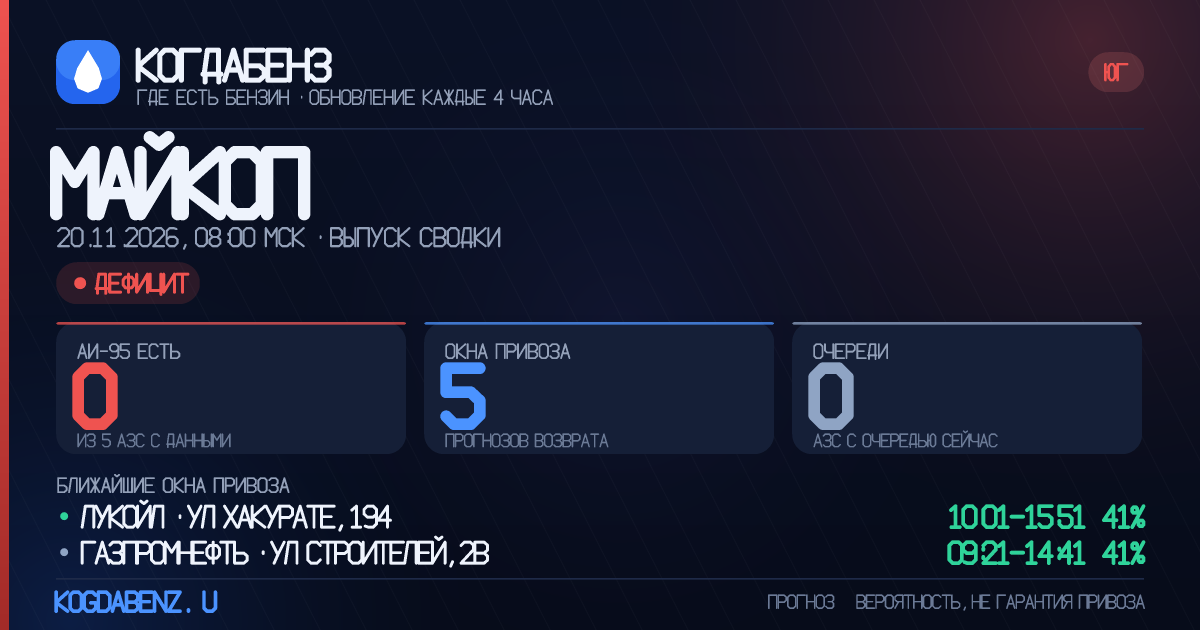 КОГДАБЕНЗ
ГДЕ ЕСТЬ БЕНЗИН · ОБНОВЛЕНИЕ КАЖДЫЕ 4 ЧАСА
ЮГ
МАЙКОП
20.11.2026, 08:00 МСК · ВЫПУСК СВОДКИ
• ДЕФИЦИТ
АИ-95 ЕСТЬ
0
ИЗ 5 АЗС С ДАННЫМИ
ОКНА ПРИВОЗА
5
ПРОГНОЗОВ ВОЗВРАТА
ОЧЕРЕДИ
0
АЗС С ОЧЕРЕДЬЮ СЕЙЧАС
БЛИЖАЙШИЕ ОКНА ПРИВОЗА
• ЛУКОЙЛ · УЛ ХАКУРАТЕ, 194 10:01–15:51 41%
• ГАЗПРОМНЕФТЬ · УЛ СТРОИТЕЛЕЙ, 2В 09:21–14:41 41%
KOGDABENZ. U
ПРОГНОЗ ВЕРОЯТНОСТЬ, НЕ ГАРАНТИЯ ПРИВОЗА